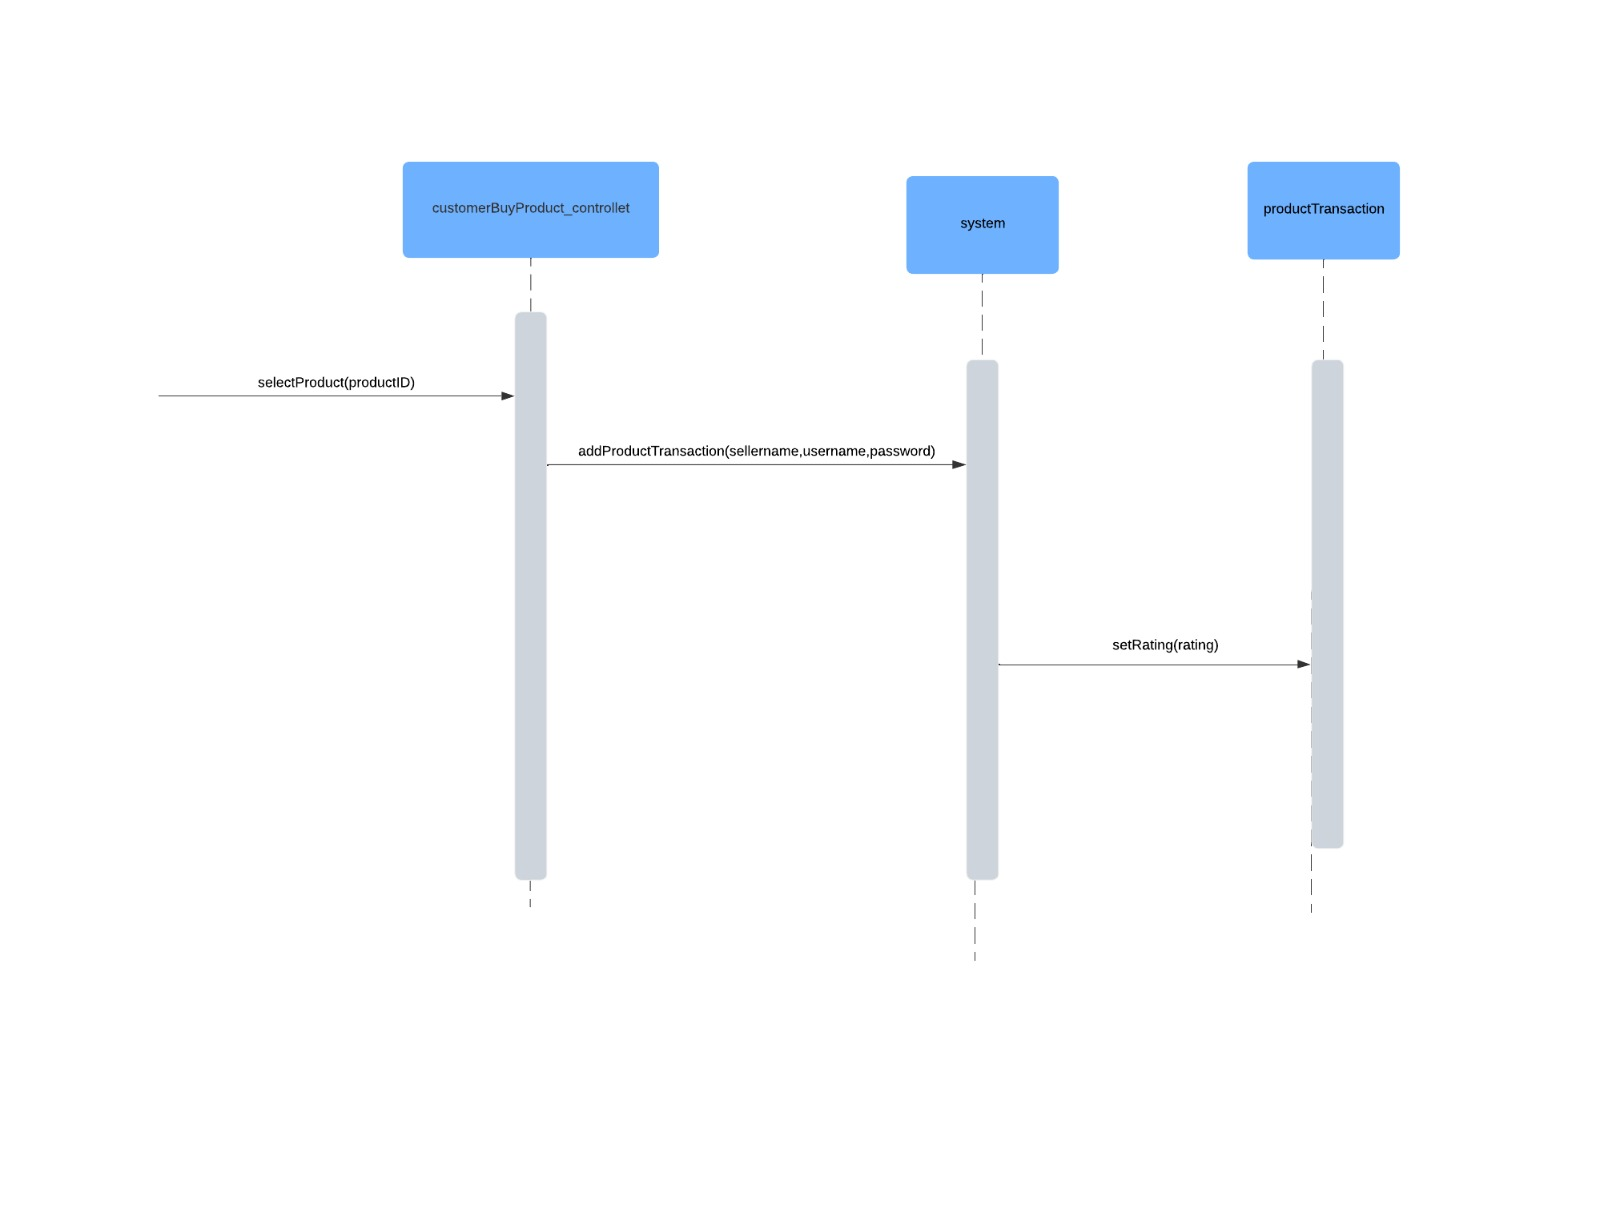 customerBuyProduct_controllet
system
productTransaction
selectProduct(productID)
addProductTransaction(sellername,username,password)
setRating(rating)